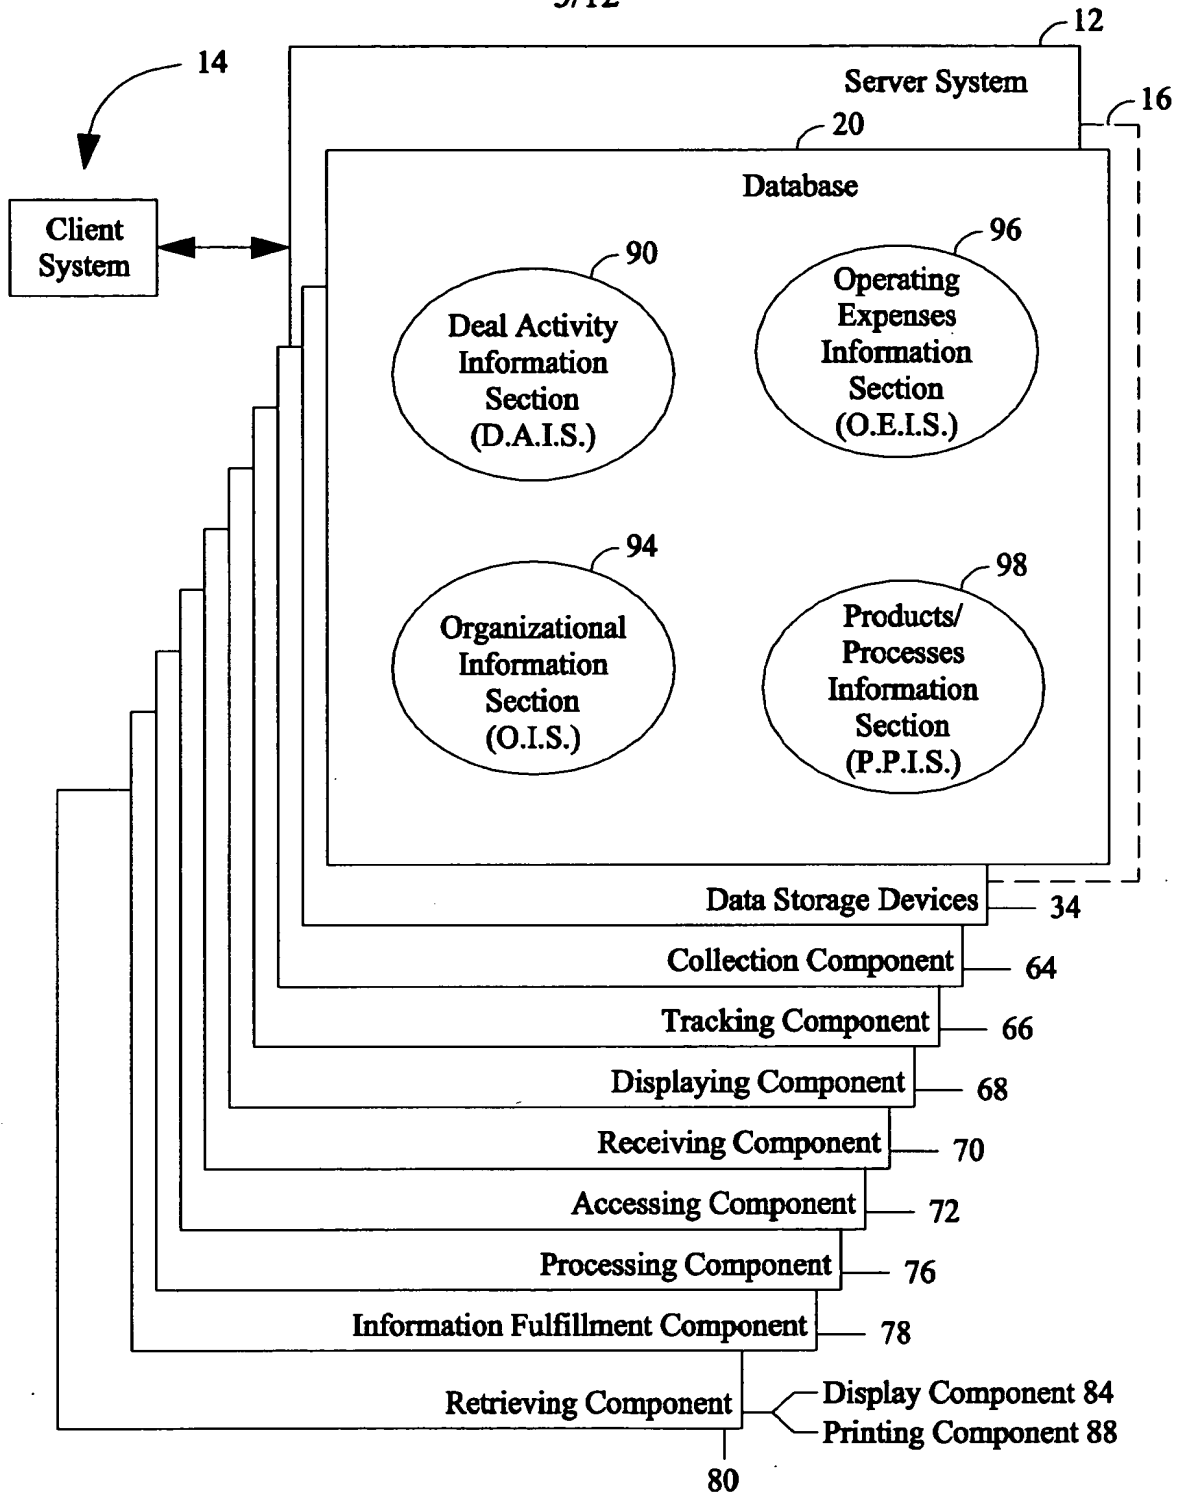 12
14
Server System
16
20
Database
Client
System
96
90
Operating
Expenses
Information
Section
(O.E.I.S.)
Deal Activity
Information
Section
(D.A.I.S.)
94
98
Organizational
Information
Section
(O.I.S.)
Products/
Processes
Information
Section
(P.P.I.S.)
Data Storage Devices
34
Collection Component
64
Tracking Component
66
Displaying Component
68
Receiving Component
70
Accessing Component
72
Processing Component
76
Information Fulfillment Component
78
Retrieving Component
Display Component 84
Printing Component 88
80